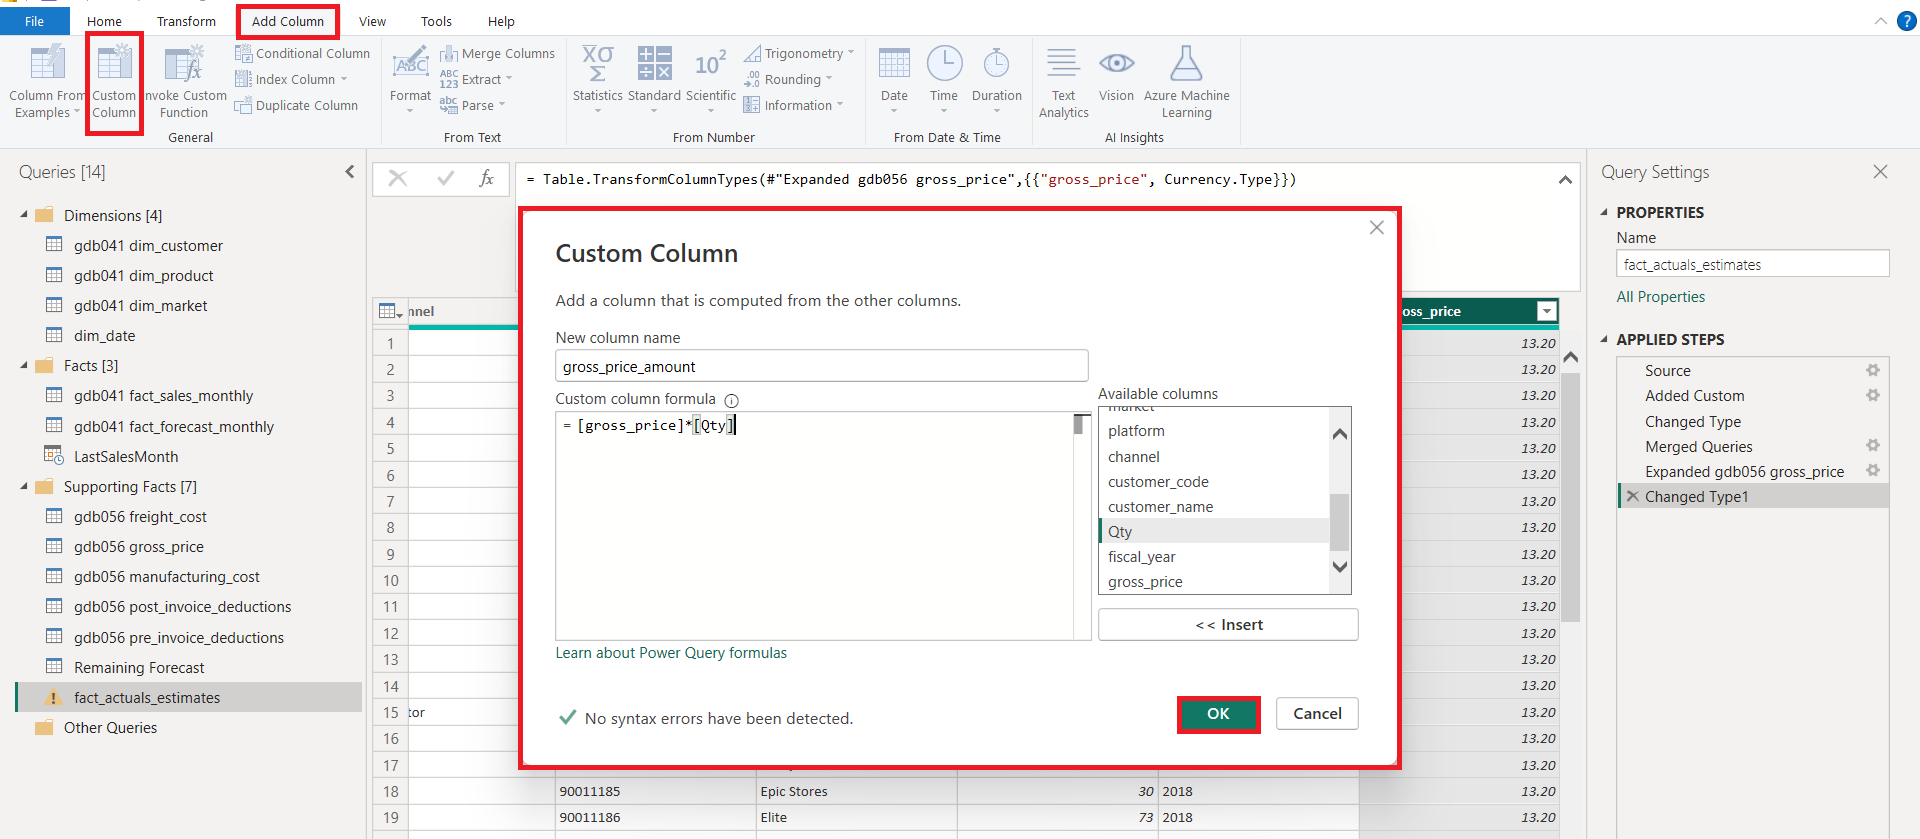 File
Home
Transform
Add Column
View
Tools
Help
?
Column From
Examples
Custom
Column
nvoke Custom
Function
Conditional Column
Index Column
Duplicate Column
General
ABC
Format
Merge Columns
ABC
123
Extract
abc
Parse
From Text
ΧΣσ
Statistics
Standard
10²
Scientific
Trigonometry
.00
→.0
Rounding
Information
From Number
Date
Time
Duration
From Date & Time
Text
Analytics
Vision
Azure Machine
Learning
AI Insights
Queries [14]
Dimensions [4]
gdb041 dim_customer
gdb041 dim_product
gdb041 dim_market
dim_date
Facts [3]
gdb041 fact_sales_monthly
gdb041 fact_forecast_monthly
LastSalesMonth
Supporting Facts [7]
gdb056 freight_cost
gdb056 gross_price
gdb056 manufacturing_cost
gdb056 post_invoice_deductions
gdb056 pre_invoice_deductions
Remaining Forecast
fact_actuals_estimates
Other Queries
fx
= Table.TransformColumnTypes(#"Expanded gdb056 gross_price",{{"gross_price", Currency.Type}})
nnel
oss_price
1
13.20
2
13.20
3
13.20
4
13.20
5
13.20
6
13.20
7
13.20
8
13.20
9
13.20
10
13.20
11
13.20
12
13.20
13
13.20
14
13.20
15
tor
13.20
16
13.20
17
13.20
18
90011185
Epic Stores
30
2018
13.20
19
90011186
Elite
73
2018
13.20
Custom Column
Add a column that is computed from the other columns.
New column name
gross_price_amount
Custom column formula
= [gross_price]*[Qty]
Available columns
market
platform
channel
customer_code
customer_name
Qty
fiscal_year
gross_price
<< Insert
Learn about Power Query formulas
No syntax errors have been detected.
OK
Cancel
Query Settings
PROPERTIES
Name
fact_actuals_estimates
All Properties
APPLIED STEPS
Source
Added Custom
Changed Type
Merged Queries
Expanded gdb056 gross_price
Changed Type1